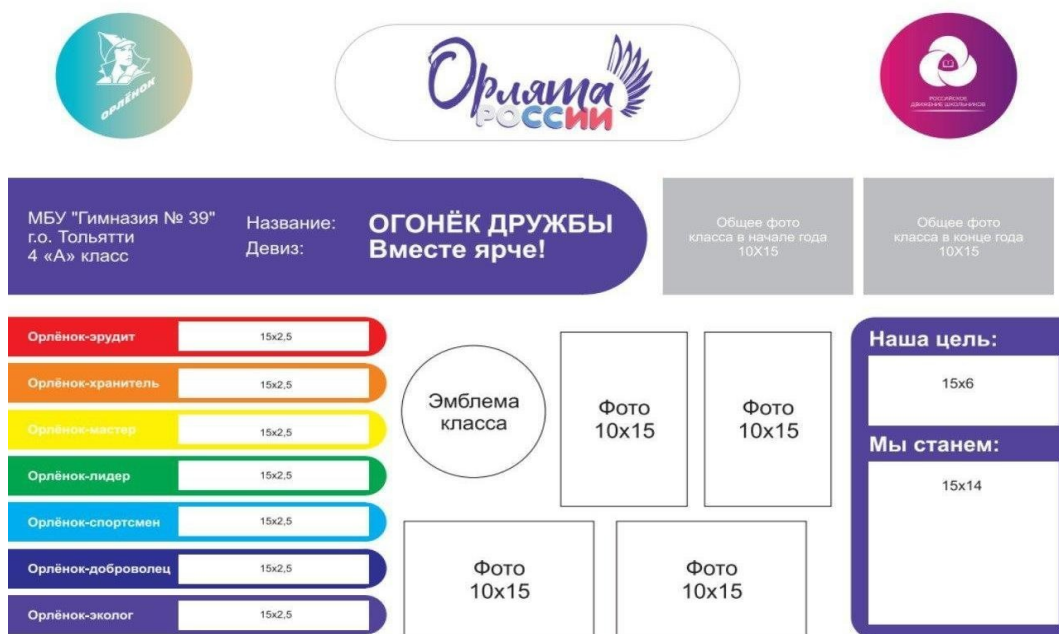 ОРЛЁНОК
Орлята
РОССИИ
РОССИЙСКОЕ
ДВИЖЕНИЕ ШКОЛЬНИКОВ
МБУ "Гимназия № 39"
г.о. Тольятти
4 «А» класс
Название:
Девиз:
ОГОНЁК ДРУЖБЫ
Вместе ярче!
Общее фото
класса в начале года
10Х15
Общее фото
класса в конце года
10Х15
Орлёнок-эрудит
15х2,5
Орлёнок-хранитель
15х2,5
Орлёнок-мастер
15х2,5
Орлёнок-лидер
15х2,5
Орлёнок-спортсмен
15х2,5
Орлёнок-доброволец
15х2,5
Орлёнок-эколог
15х2,5
Эмблема
класса
Фото
10х15
Фото
10х15
Фото
10х15
Фото
10х15
Наша цель:
15х6
Мы станем:
15х14